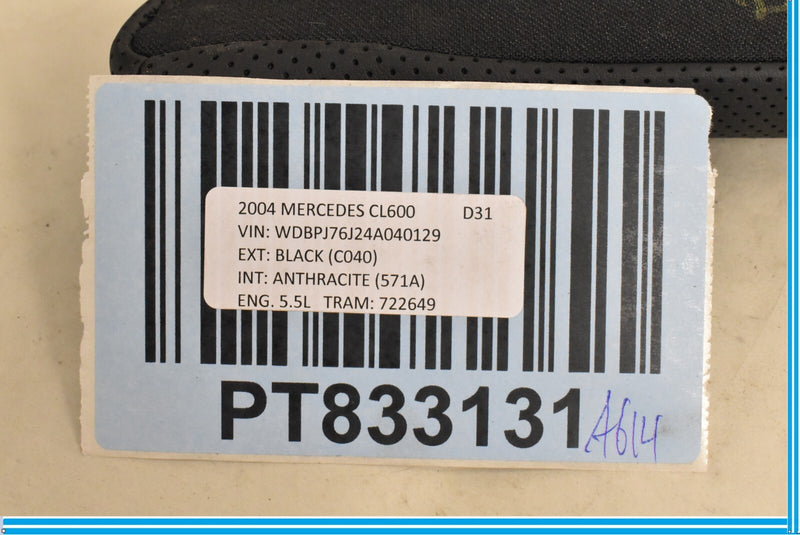 2004 MERCEDES CL600 D31
VIN: WDBPJ76J24A040129
EXT: BLACK (C040)
INT: ANTHRACITE (571A)
ENG. 5.5L TRAM: 722649
PT833131 A614